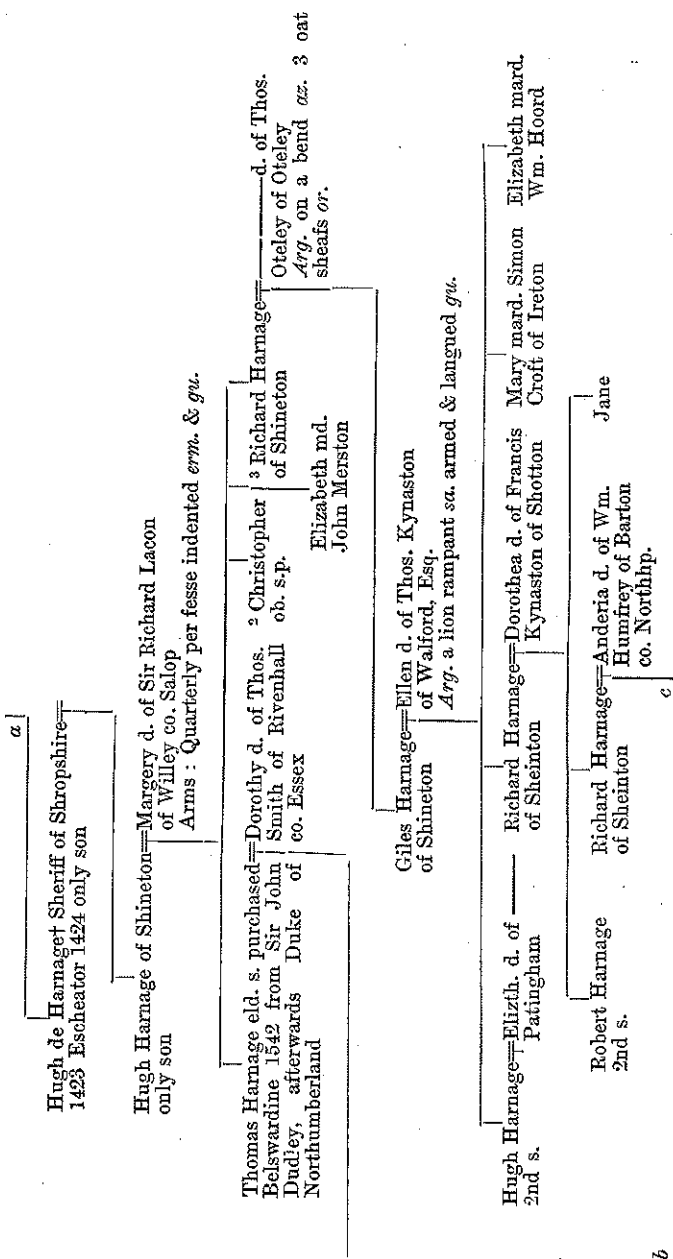 a
Hugh de Harnage† Sheriff of Shropshire
1423 Escheator 1424 only son
Hugh Harnage of Shineton=Margery d. of Sir Richard Lacon
only son
of Willey co. Salop
Arms : Quarterly per fesse indented erm. & gu.
Thomas Harnage eld. s. purchased=Dorothy d. of Thos.
Belswardine 1542 from Sir John
Dudley, afterwards Duke of
Northumberland
Smith of Rivenhall
co. Essex
2 Christopher
ob. s.p.
3 Richard Harnage=——— d. of Thos.
of Shineton
Oteley of Oteley
Arg. on a bend az. 3 oat
sheafs or.
Elizabeth md.
John Merston
Giles Harnage=Ellen d. of Thos. Kynaston
of Shineton
of Walford, Esq.
Arg. a lion rampant sa. armed & langued gu.
Hugh Harnage=Elizth. d. of ———
2nd s.
Patingham
Richard Harnage=Dorothea d. of Francis
of Sheinton
Kynaston of Shotton
Mary mard. Simon
Croft of Ireton
Elizabeth mard.
Wm. Hoord
Robert Harnage
2nd s.
Richard Harnage=Anderia d. of Wm.
of Sheinton
Humfrey of Barton
co. Northhp.
Jane
b
c